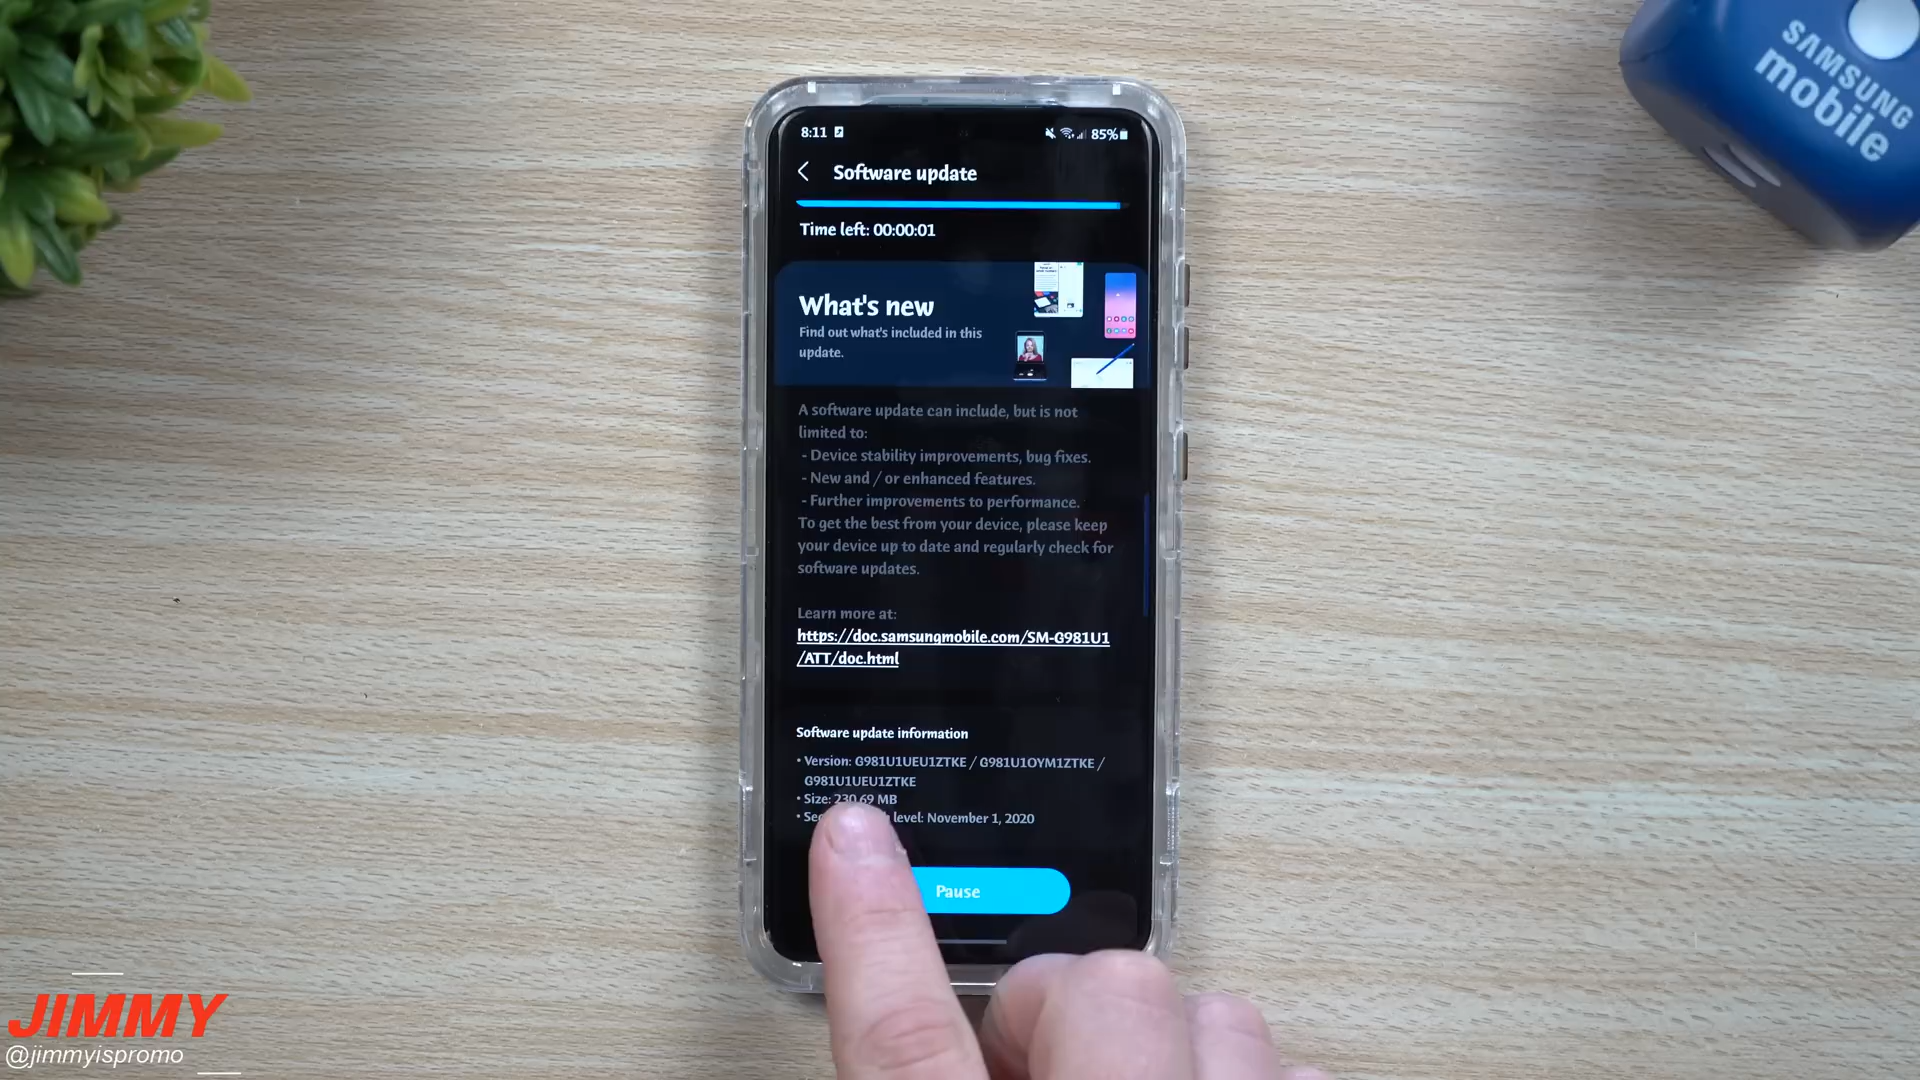 SAMSUNG
mobile
8:11
85%
Software update
Time left: 00:00:01
What's new
Find out what's included in this
update.
A software update can include, but is not
limited to:
- Device stability improvements, bug fixes.
- New and / or enhanced features.
- Further improvements to performance.
To get the best from your device, please keep
your device up to date and regularly check for
software updates.
Learn more at:
https://doc.samsungmobile.com/SM-G981U1
/ATT/doc.html
Software update information
• Version: G981U1UEU1ZTKE / G981U1OYM1ZTKE /
G981U1UEU1ZTKE
• Size: 230.69 MB
• level: November 1, 2020
Pause
JIMMY
@jimmyispromo